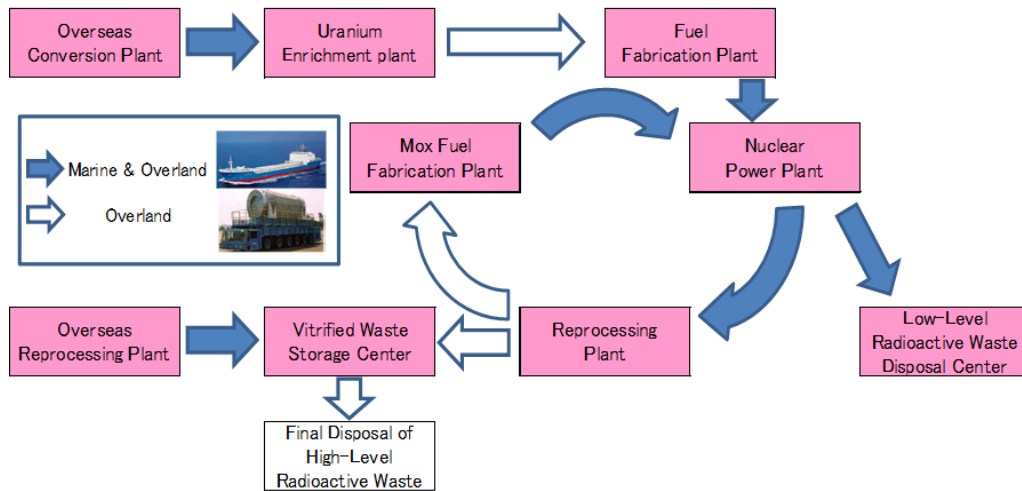 Overseas
Conversion Plant
Uranium
Enrichment plant
Fuel
Fabrication Plant
Marine & Overland
Overland
Mox Fuel
Fabrication Plant
Nuclear
Power Plant
Overseas
Reprocessing Plant
Vitrified Waste
Storage Center
Reprocessing
Plant
Low-Level
Radioactive Waste
Disposal Center
Final Disposal of
High-Level
Radioactive Waste